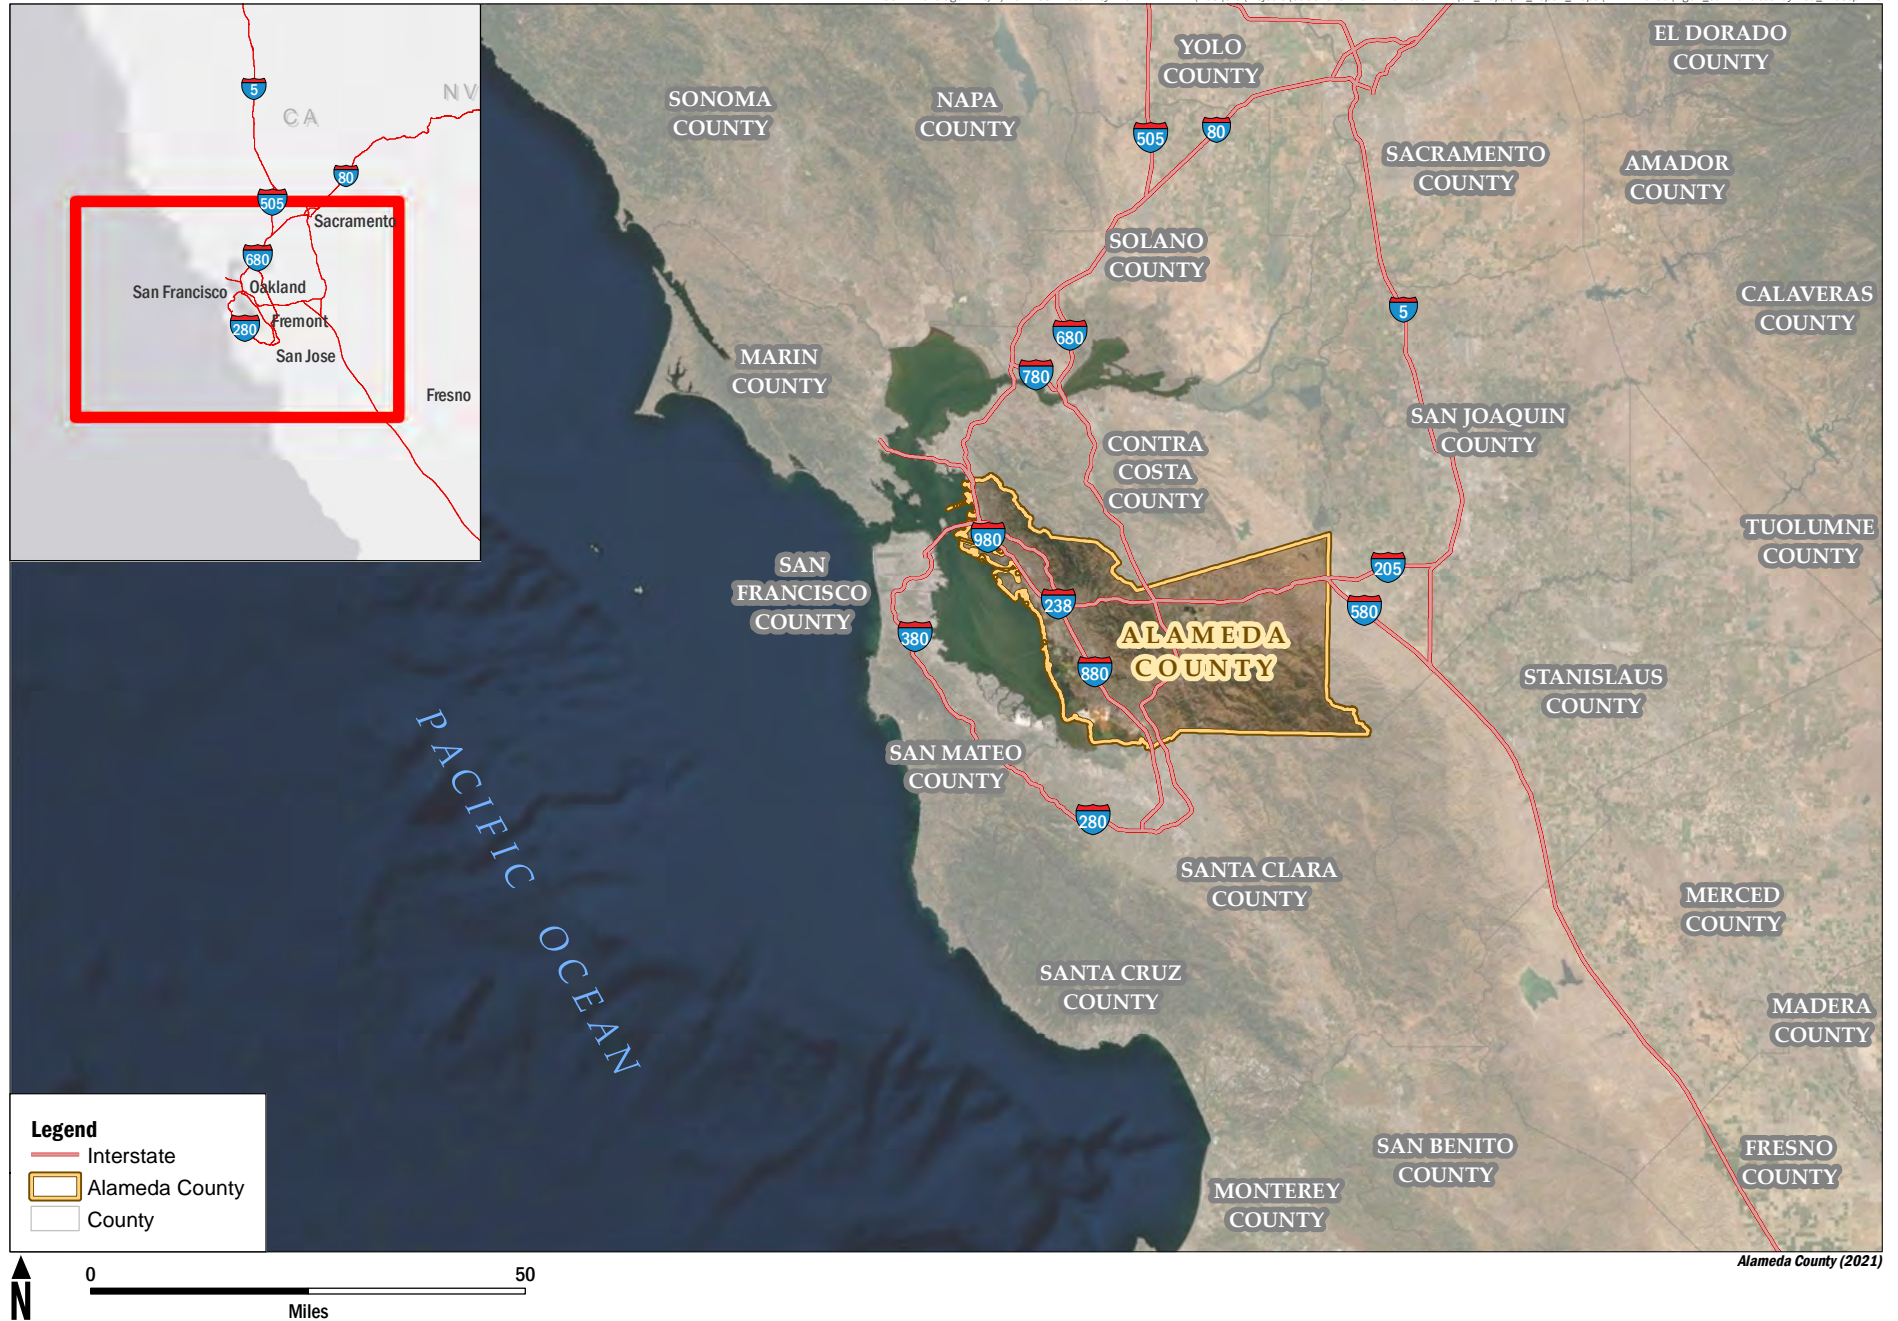 5
CA
NV
80
505
Sacramento
680
Oakland
San Francisco
280
Fremont
San Jose
Fresno
YOLO
COUNTY
EL DORADO
COUNTY
SONOMA
COUNTY
NAPA
COUNTY
505
80
SACRAMENTO
COUNTY
AMADOR
COUNTY
SOLANO
COUNTY
CALAVERAS
COUNTY
5
680
MARIN
COUNTY
780
SAN JOAQUIN
COUNTY
CONTRA
COSTA
COUNTY
TUOLUMNE
COUNTY
980
SAN
FRANCISCO
COUNTY
205
238
580
380
ALAMEDA
COUNTY
880
STANISLAUS
COUNTY
SAN MATEO
COUNTY
280
PACIFIC OCEAN
SANTA CLARA
COUNTY
MERCED
COUNTY
SANTA CRUZ
COUNTY
MADERA
COUNTY
SAN BENITO
COUNTY
FRESNO
COUNTY
MONTEREY
COUNTY
Legend
Interstate
Alameda County
County
Alameda County (2021)
N
0 50
Miles